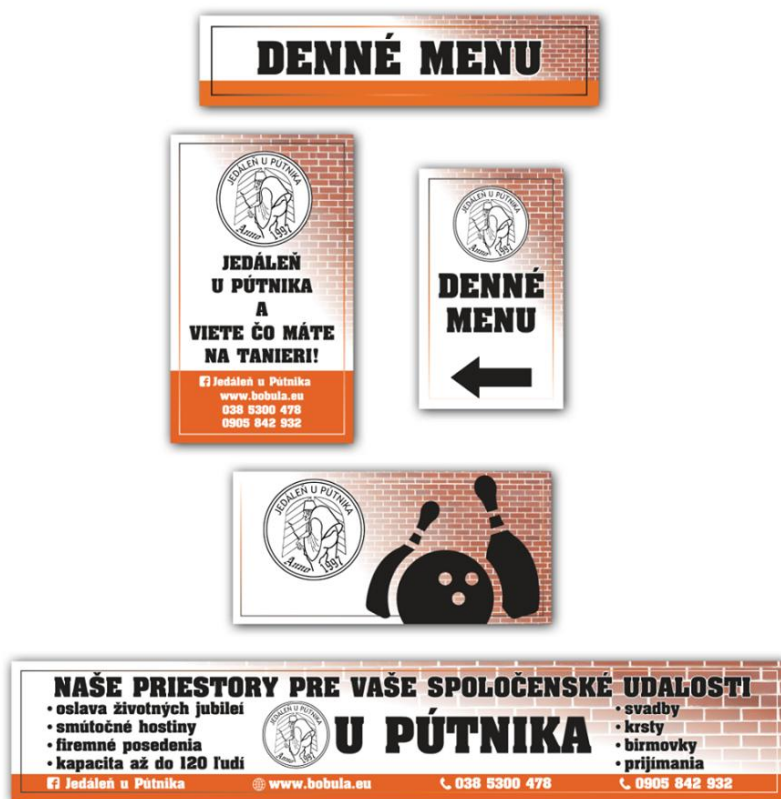 DENNÉ MENU
JEDÁLEŇ U PÚTNIKA
Anno 1997
JEDÁLEŇ
U PÚTNIKA
A
VIETE ČO MÁTE
NA TANIERI!
Jedáleň u Pútnika
www.bobula.eu
038 5300 478
0905 842 932
JEDÁLEŇ U PÚTNIKA
Anno 1997
DENNÉ
MENU
JEDÁLEŇ U PÚTNIKA
Anno 1997
NAŠE PRIESTORY PRE VAŠE SPOLOČENSKÉ UDALOSTI
• oslava životných jubileí
• smútočné hostiny
• firemné posedenia
• kapacita až do 120 ľudí
JEDÁLEŇ U PÚTNIKA
Anno 1997
U PÚTNIKA
• svadby
• krsty
• birmovky
• prijímania
Jedáleň u Pútnika www.bobula.eu 038 5300 478 0905 842 932